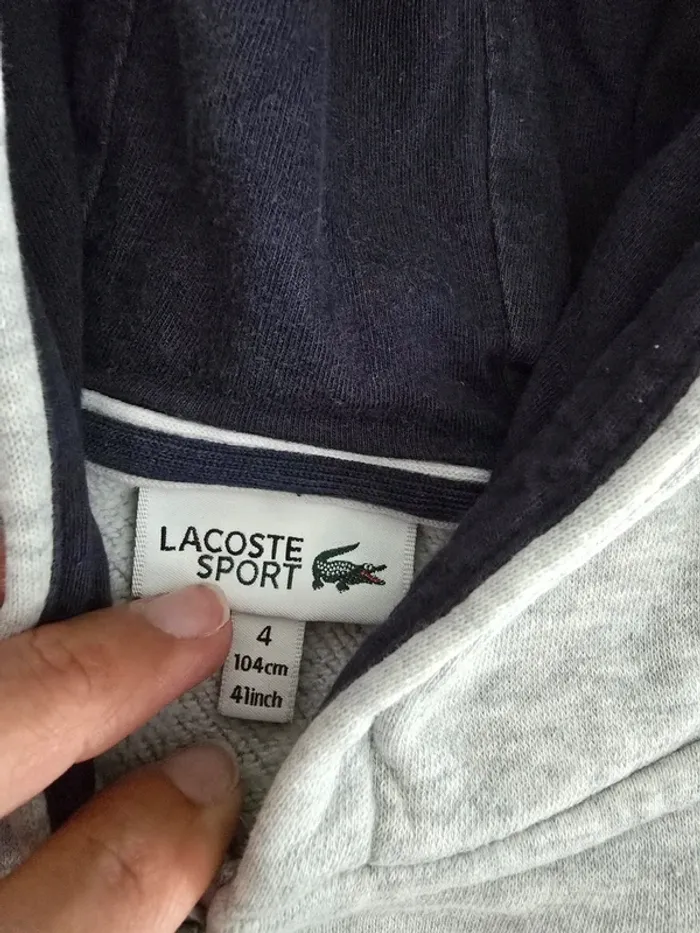 LACOSTE
SPORT
4
104cm
41inch